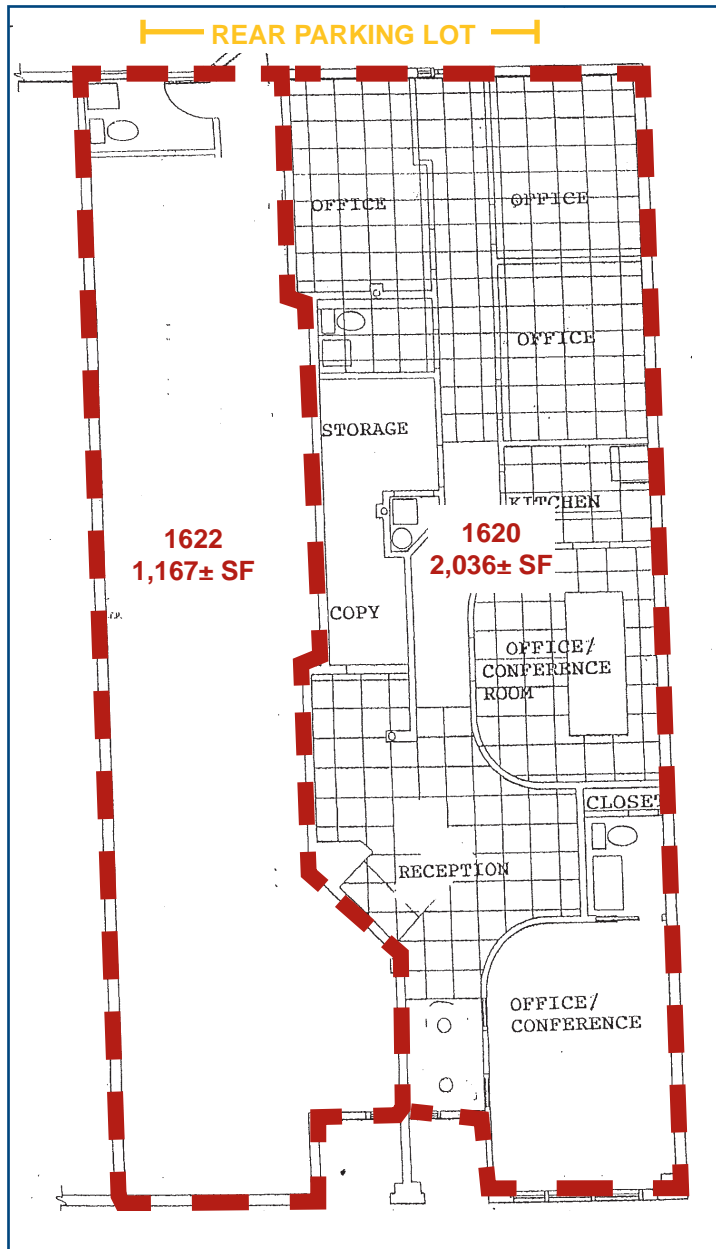 REAR PARKING LOT
OFFICE
OFFICE
OFFICE
STORAGE
KITCHEN
1622
1,167± SF
1620
2,036± SF
COPY
OFFICE/
CONFERENCE
ROOM
CLOSET
RECEPTION
OFFICE/
CONFERENCE